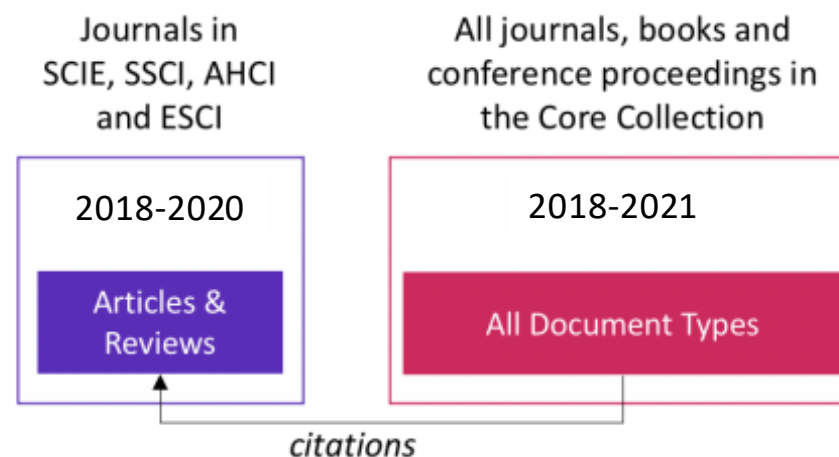 Journals in
SCIE, SSCI, AHCI
and ESCI
2018-2020
Articles &
Reviews
All journals, books and
conference proceedings in
the Core Collection
2018-2021
All Document Types
citations